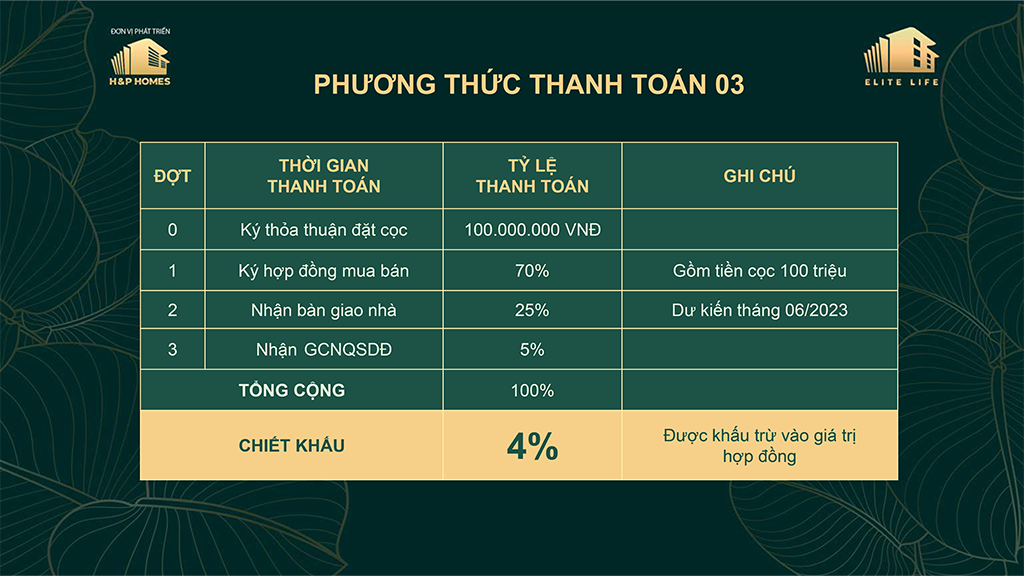 ĐƠN VỊ PHÁT TRIỂN
H&P HOMES
ELITE LIFE
PHƯƠNG THỨC THANH TOÁN 03
ĐỢT
THỜI GIAN
THANH TOÁN
TỶ LỆ
THANH TOÁN
GHI CHÚ
0 Ký thỏa thuận đặt cọc 100.000.000 VNĐ
1 Ký hợp đồng mua bán 70% Gồm tiền cọc 100 triệu
2 Nhận bàn giao nhà 25% Dư kiến tháng 06/2023
3 Nhận GCNQSDĐ 5%
TỔNG CỘNG 100%
CHIẾT KHẤU 4% Được khấu trừ vào giá trị
hợp đồng